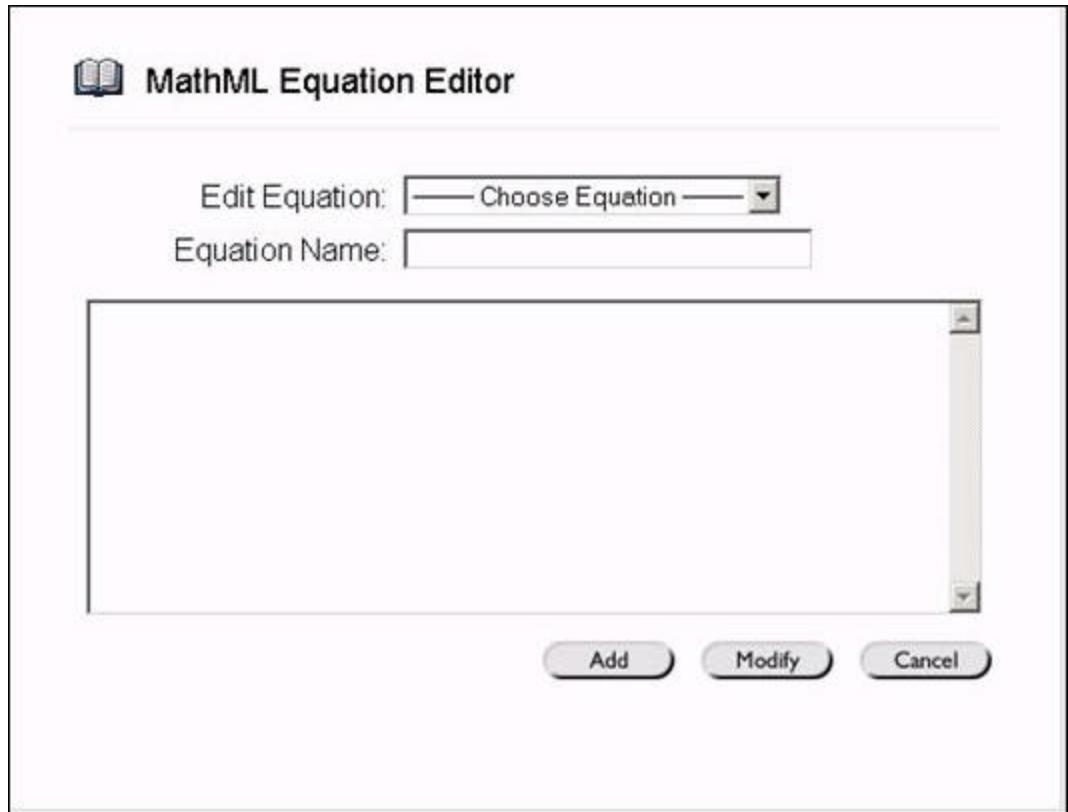 MathML Equation Editor
Edit Equation: —— Choose Equation ——
Equation Name:
Add Modify Cancel